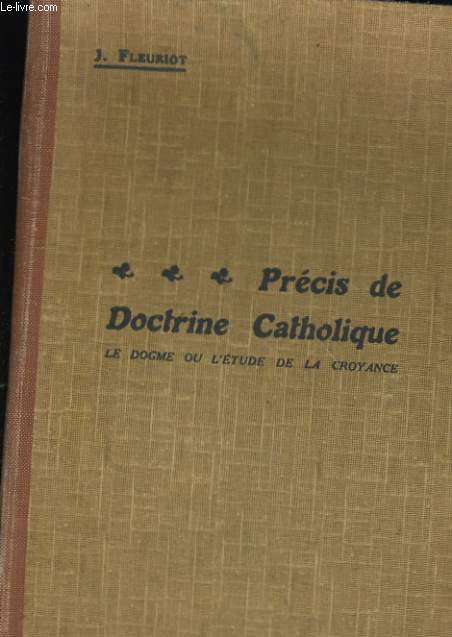 Le-livre.com
J. FLEURIOT
Précis de
Doctrine Catholique
LE DOGME OU L'ÉTUDE DE LA CROYANCE